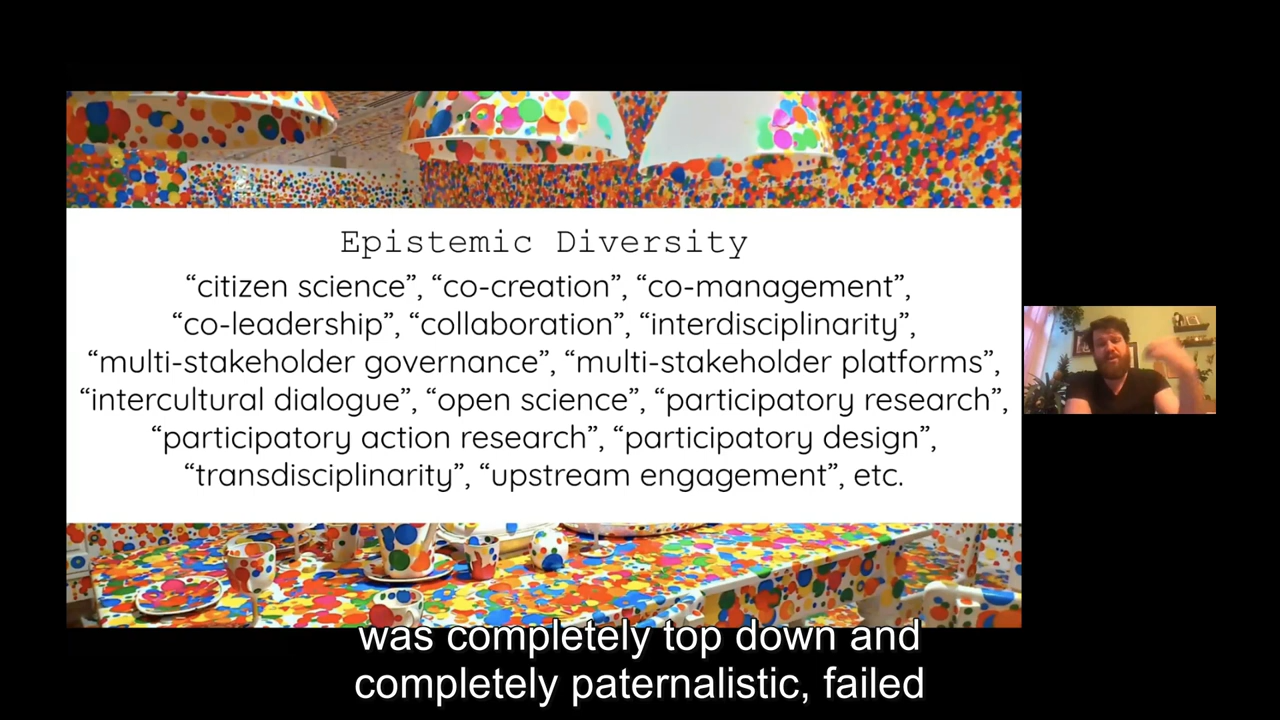 Epistemic Diversity
“citizen science”, “co-creation”, “co-management”,
“co-leadership”, “collaboration”, “interdisciplinarity”,
“multi-stakeholder governance”, “multi-stakeholder platforms”,
“intercultural dialogue”, “open science”, “participatory research”,
“participatory action research”, “participatory design”,
“transdisciplinarity”, “upstream engagement”, etc.
was completely top down and
completely paternalistic, failed